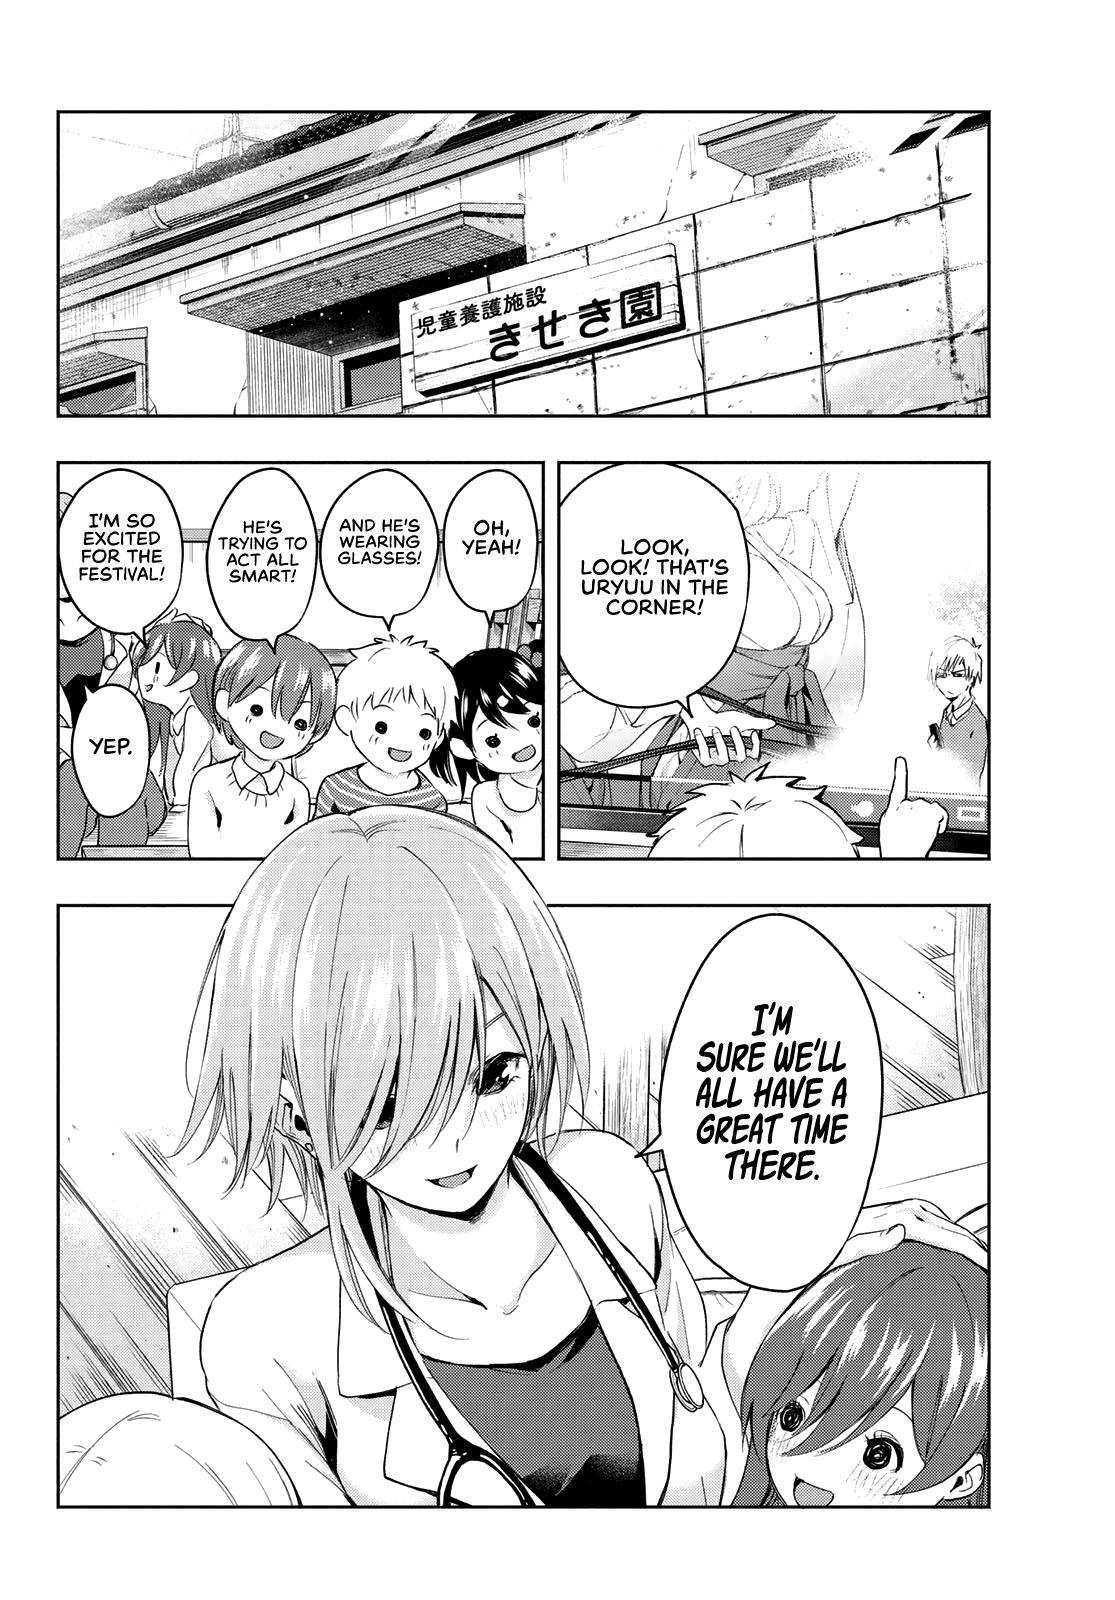 児童養護施設
きせき園
LOOK,
LOOK! THAT'S
URYUU IN THE
CORNER!
OH,
YEAH!
AND HE'S
WEARING
GLASSES!
HE'S
TRYING TO
ACT ALL
SMART!
I'M SO
EXCITED
FOR THE
FESTIVAL!
YEP.
I'M
SURE WE'LL
ALL HAVE A
GREAT TIME
THERE.